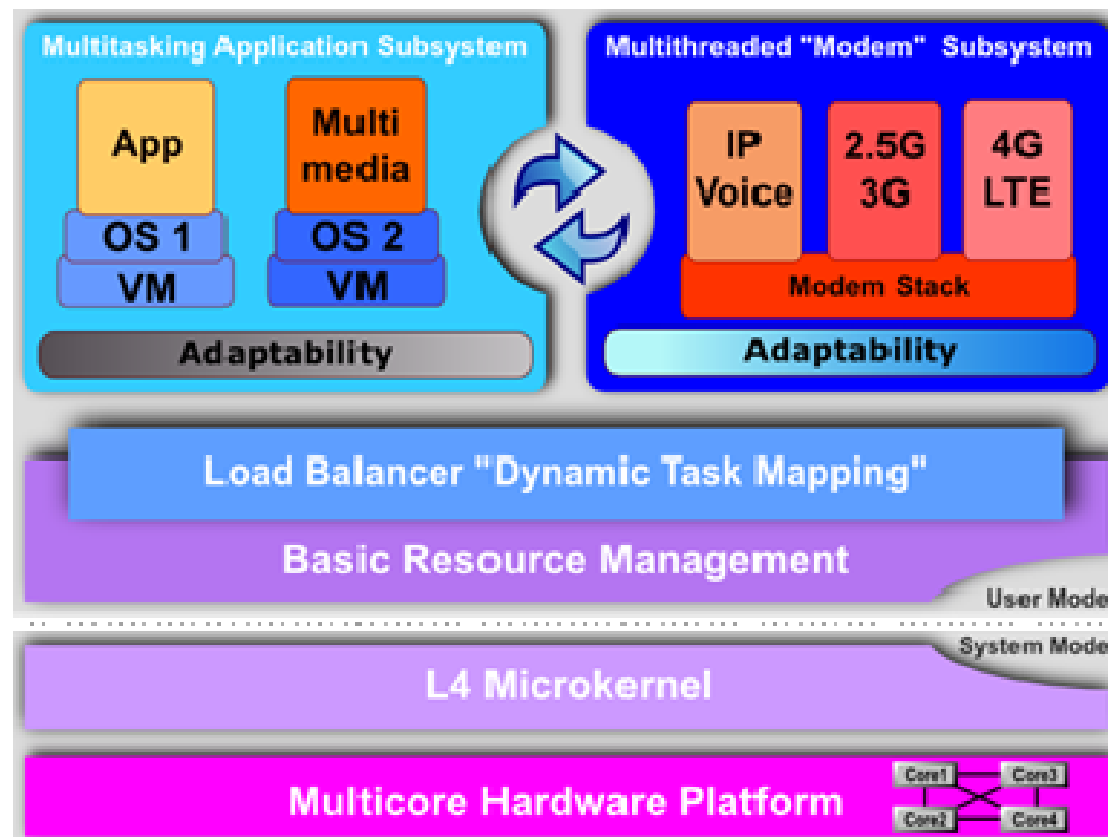 Multitasking Application Subsystem
App
Multi
media
OS 1
OS 2
VM
VM
Adaptability
Multithreaded "Modem" Subsystem
IP
Voice
2.5G
3G
4G
LTE
Modem Stack
Adaptability
Load Balancer "Dynamic Task Mapping"
Basic Resource Management
User Mode
System Mode
L4 Microkernel
Multicore Hardware Platform
Core1
Core3
Core2
Core4